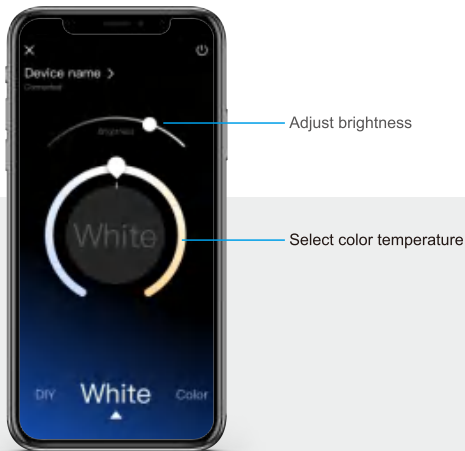 Device name >
Connected
Brightness
Adjust brightness
White
Select color temperature
DIY White Color